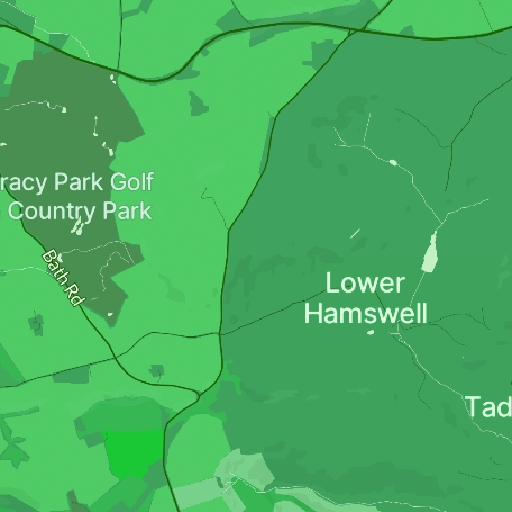 racy Park Golf
Country Park
Bath Rd
Lower
Hamswell
Tad